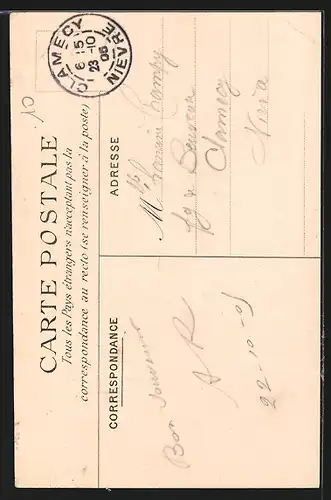 CLAMECY
6 15
23 -10
05
NIEVRE
10
CARTE POSTALE
Tous les Pays étrangers n'acceptant pas la
correspondance au recto (se renseigner à la poste)
CORRESPONDANCE
Bon Souvenir
A R
22-10-05
ADRESSE
Clamecy